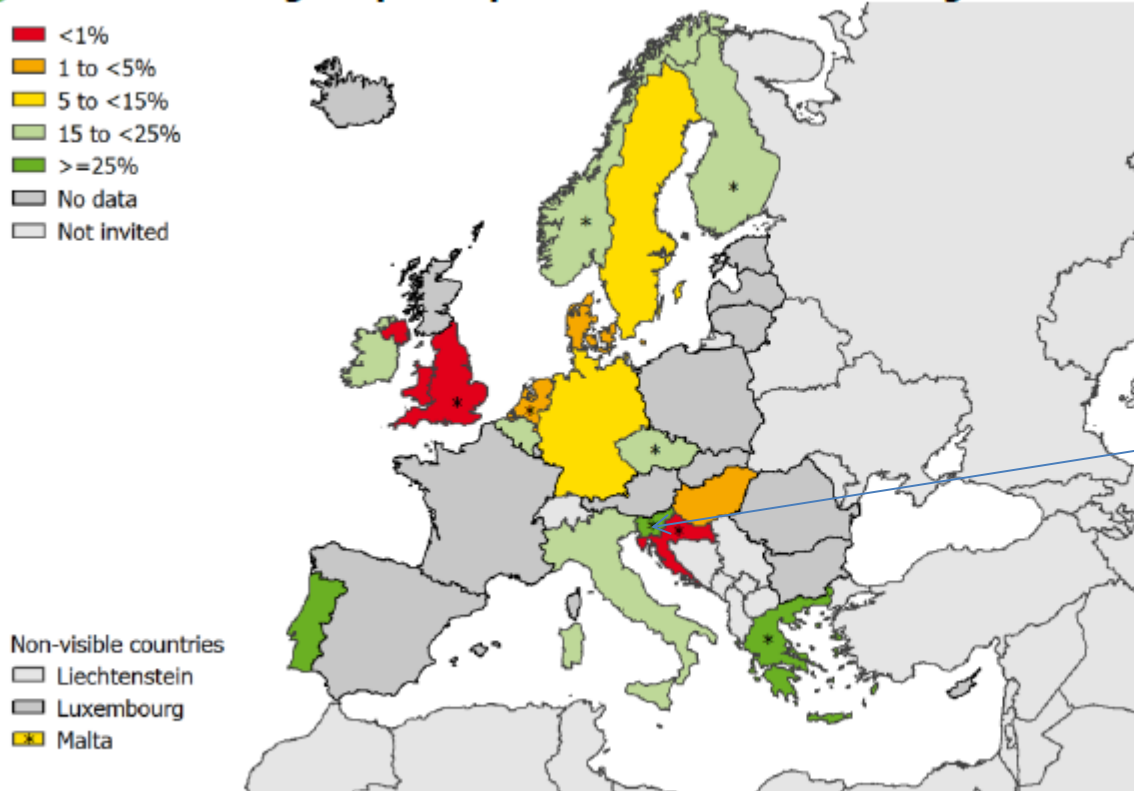 <1%
1 to <5%
5 to <15%
15 to <25%
>=25%
No data
Not invited
Non-visible countries
Liechtenstein
Luxembourg
Malta